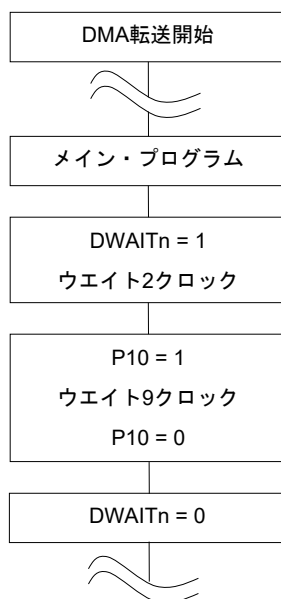 DMA転送開始
メイン・プログラム
DWAITn = 1
ウエイト2クロック
P10 = 1
ウエイト9クロック
P10 = 0
DWAITn = 0